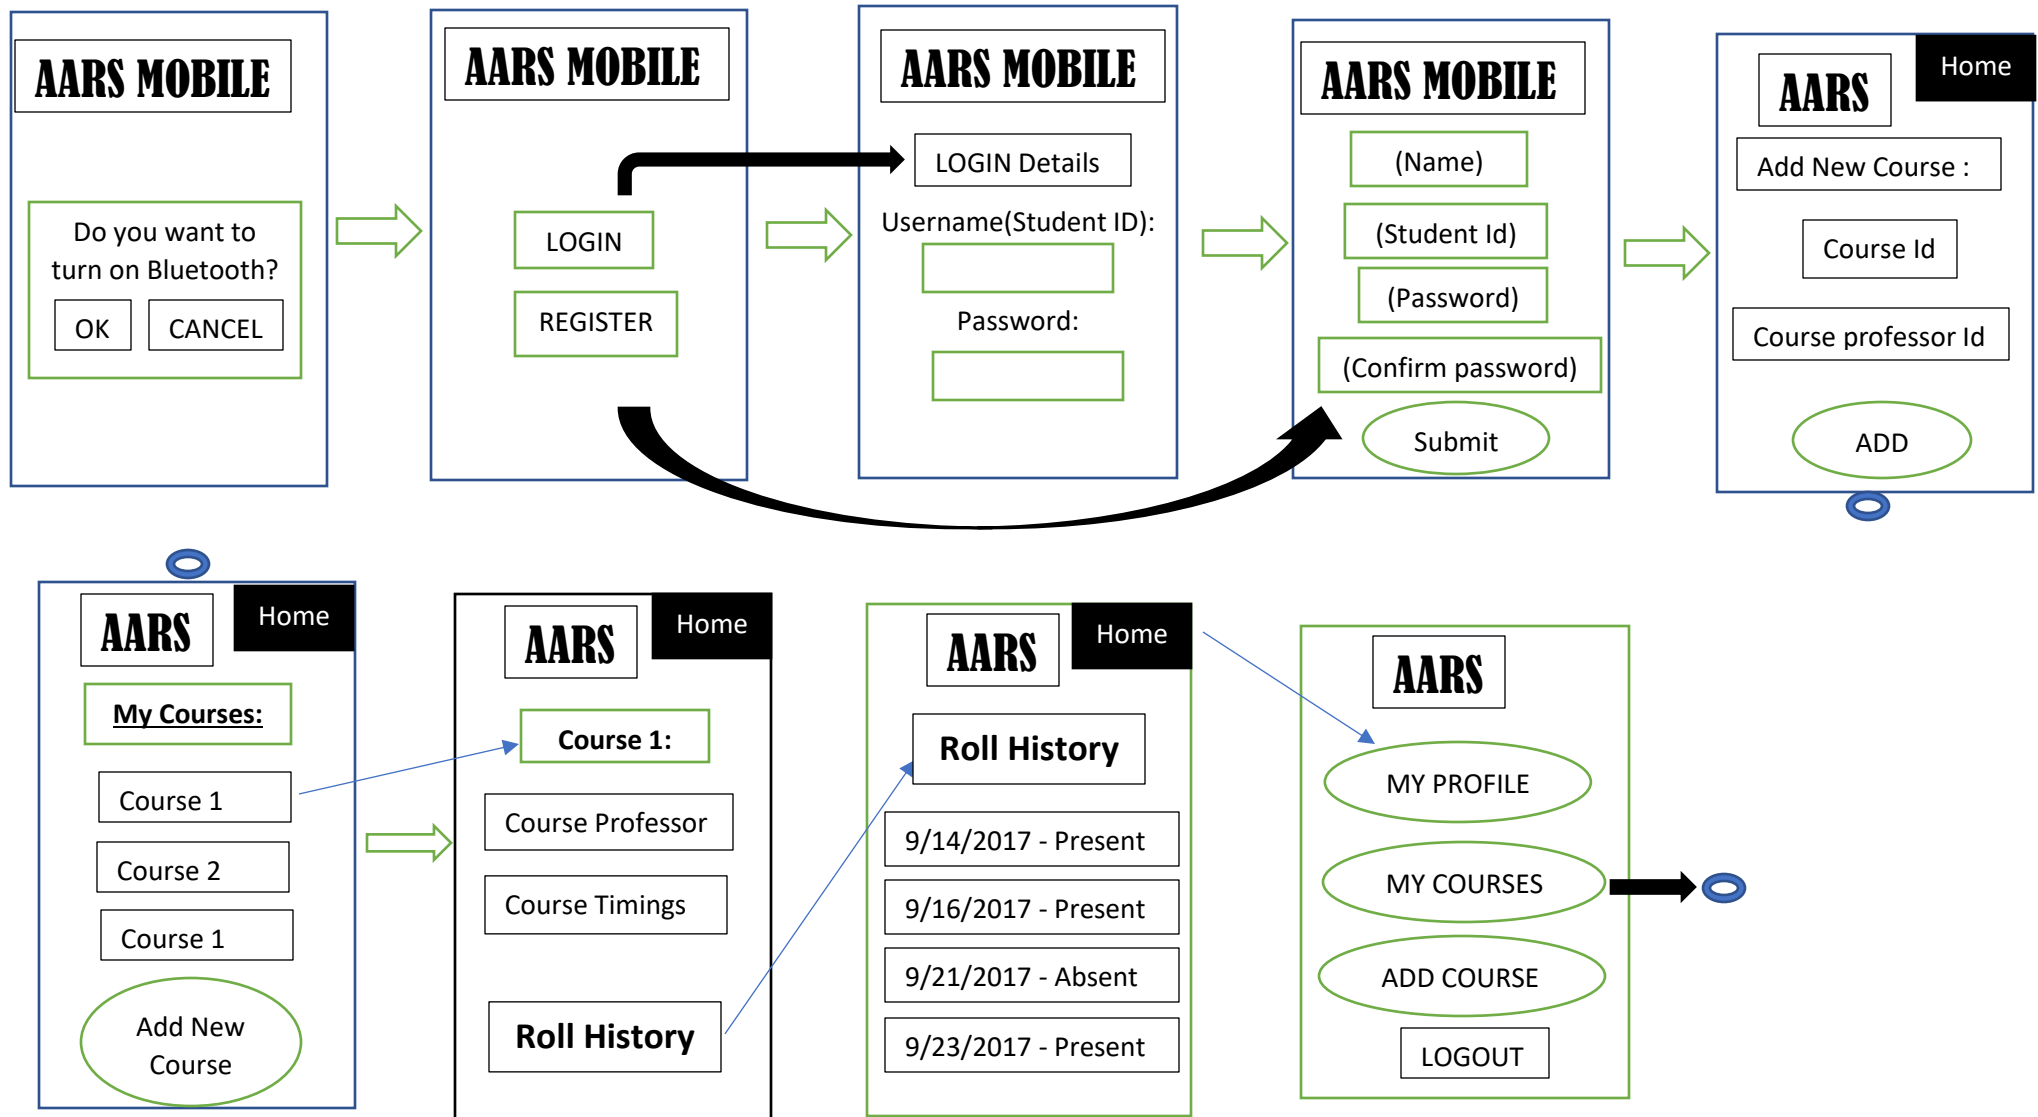 AARS MOBILE
Do you want to
turn on Bluetooth?
OK
CANCEL
AARS MOBILE
LOGIN
REGISTER
AARS MOBILE
LOGIN Details
Username(Student ID):
Password:
AARS MOBILE
(Name)
(Student Id)
(Password)
(Confirm password)
Submit
AARS
Home
Add New Course :
Course Id
Course professor Id
ADD
AARS
Home
My Courses:
Course 1
Course 2
Course 1
Add New
Course
AARS
Home
Course 1:
Course Professor
Course Timings
Roll History
AARS
Home
Roll History
9/14/2017 - Present
9/16/2017 - Present
9/21/2017 - Absent
9/23/2017 - Present
AARS
MY PROFILE
MY COURSES
ADD COURSE
LOGOUT